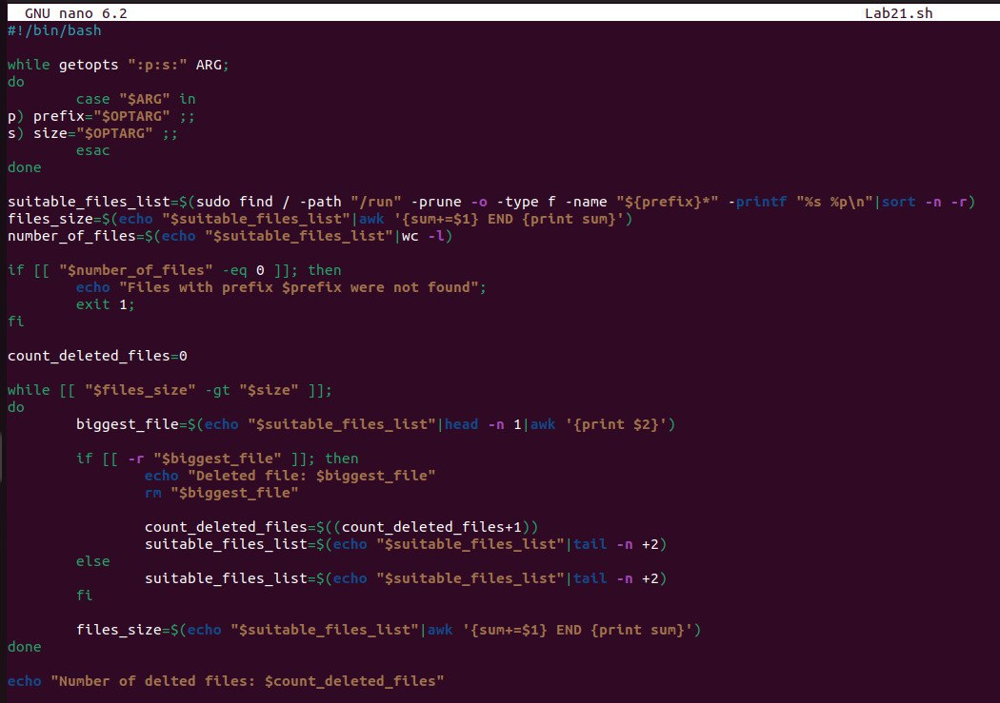 GNU nano 6.2 Lab21.sh
#!/bin/bash
while getopts ":p:s:" ARG;
do
case "$ARG" in
p) prefix="$OPTARG" ;;
s) size="$OPTARG" ;;
esac
done
suitable_files_list=$(sudo find / -path "/run" -prune -o -type f -name "${prefix}*" -printf "%s %p\n"|sort -n -r)
files_size=$(echo "$suitable_files_list"|awk '{sum+=$1} END {print sum}')
number_of_files=$(echo "$suitable_files_list"|wc -l)
if [[ "$number_of_files" -eq 0 ]]; then
echo "Files with prefix $prefix were not found";
exit 1;
fi
count_deleted_files=0
while [[ "$files_size" -gt "$size" ]];
do
biggest_file=$(echo "$suitable_files_list"|head -n 1|awk '{print $2}')
if [[ -r "$biggest_file" ]]; then
echo "Deleted file: $biggest_file"
rm "$biggest_file"
count_deleted_files=$((count_deleted_files+1))
suitable_files_list=$(echo "$suitable_files_list"|tail -n +2)
else
suitable_files_list=$(echo "$suitable_files_list"|tail -n +2)
fi
files_size=$(echo "$suitable_files_list"|awk '{sum+=$1} END {print sum}')
done
echo "Number of delted files: $count_deleted_files"